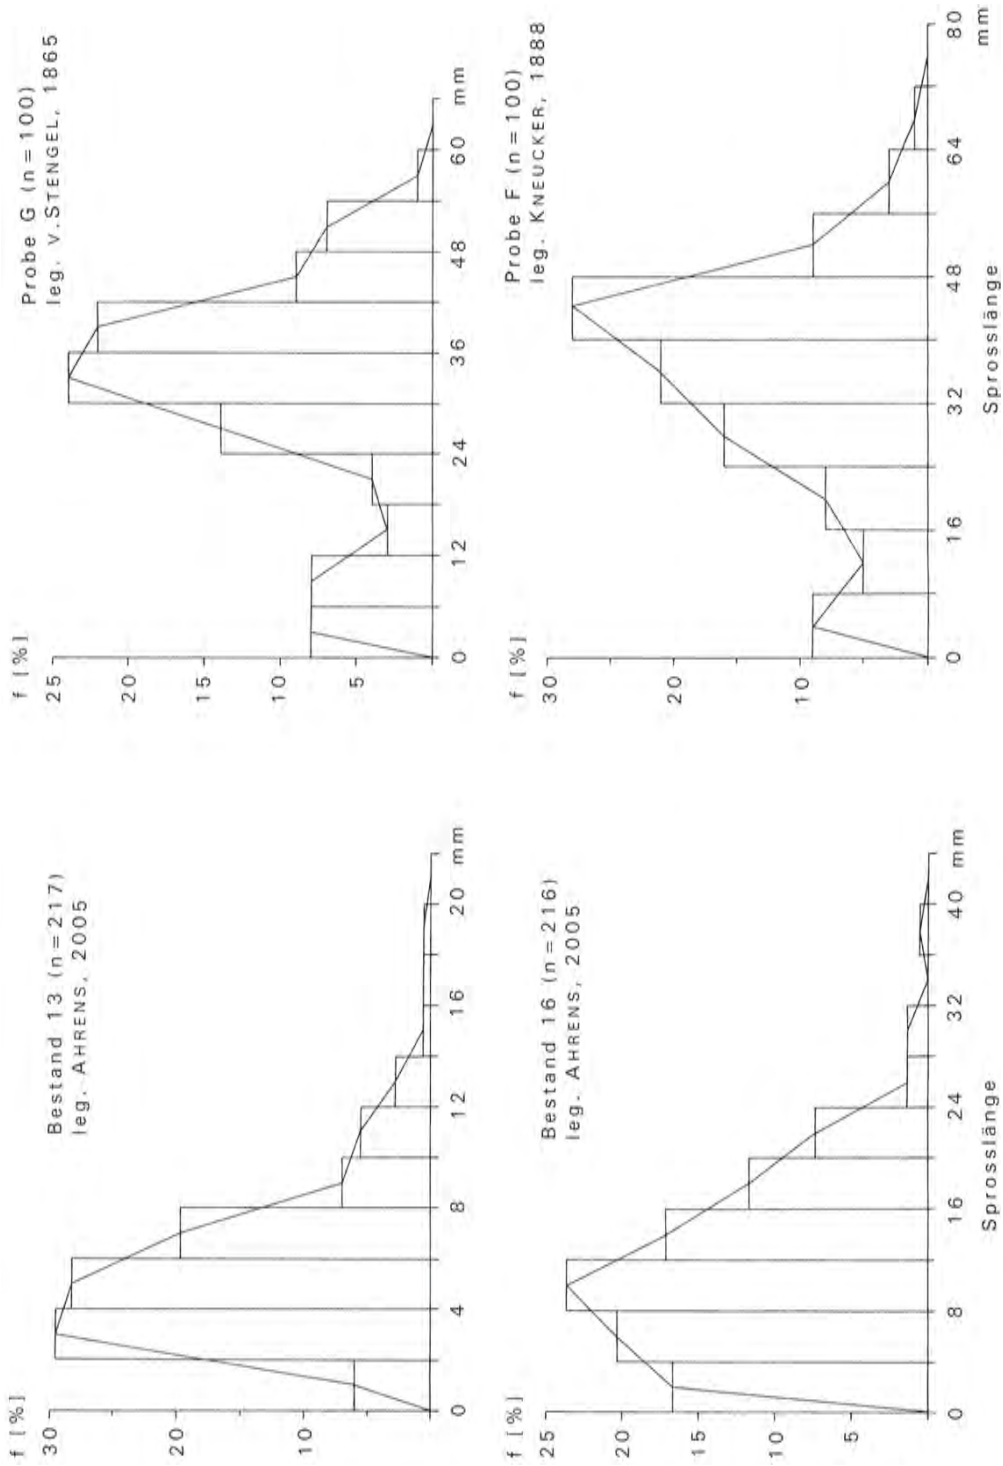 f [%]
Bestand 13 (n=217)
leg. AHRENS, 2005
30
20
10
0 4 8 12 16 20 mm
f [%]
Probe G (n=100)
leg. v.STENGEL, 1865
25
15
10
5
0 12 24 36 48 60 mm
f [%]
Bestand 16 (n=216)
leg. AHRENS, 2005
25
20
15
10
5
0 8 16 24 32 40 mm
Sprosslänge
f [%]
Probe F (n=100)
leg. KNEUCKER, 1888
30
20
10
0 16 32 48 64 80
Sprosslänge mm